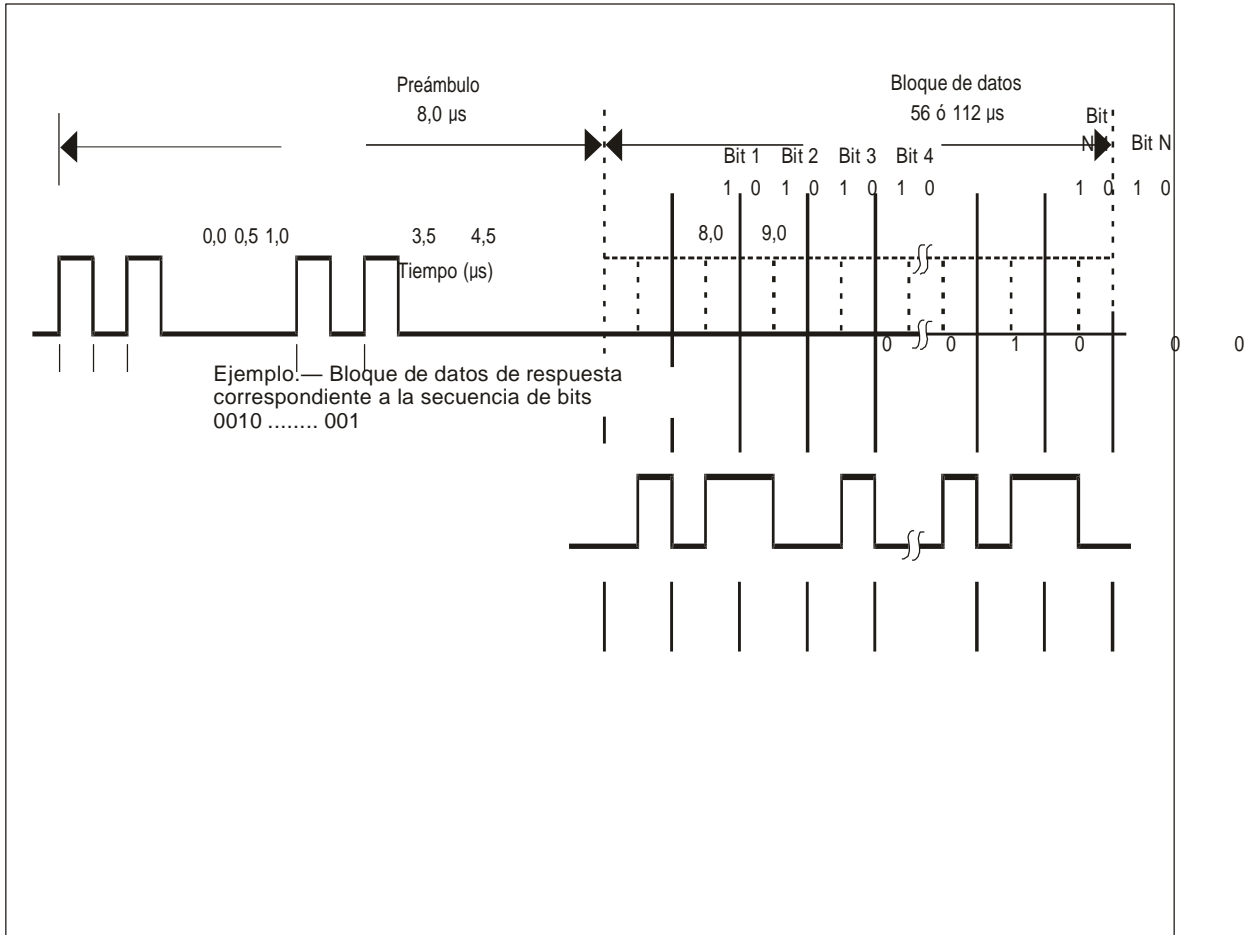 Preámbulo
8,0 µs
Bloque de datos
56 ó 112 µs
Bit
Bit N
Bit 1 Bit 2 Bit 3 Bit 4
1 0 1 0 1 0 1 0 1 0 1 0
0,0 0,5 1,0 3,5 4,5 8,0 9,0
Tiempo (µs)
0 0 1 0 0 0
Ejemplo.— Bloque de datos de respuesta
correspondiente a la secuencia de bits
0010 ........ 001